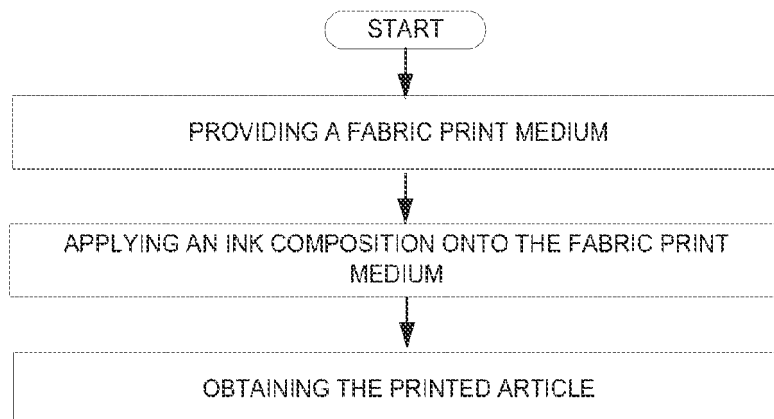 START
PROVIDING A FABRIC PRINT MEDIUM
APPLYING AN INK COMPOSITION ONTO THE FABRIC PRINT
MEDIUM
OBTAINING THE PRINTED ARTICLE